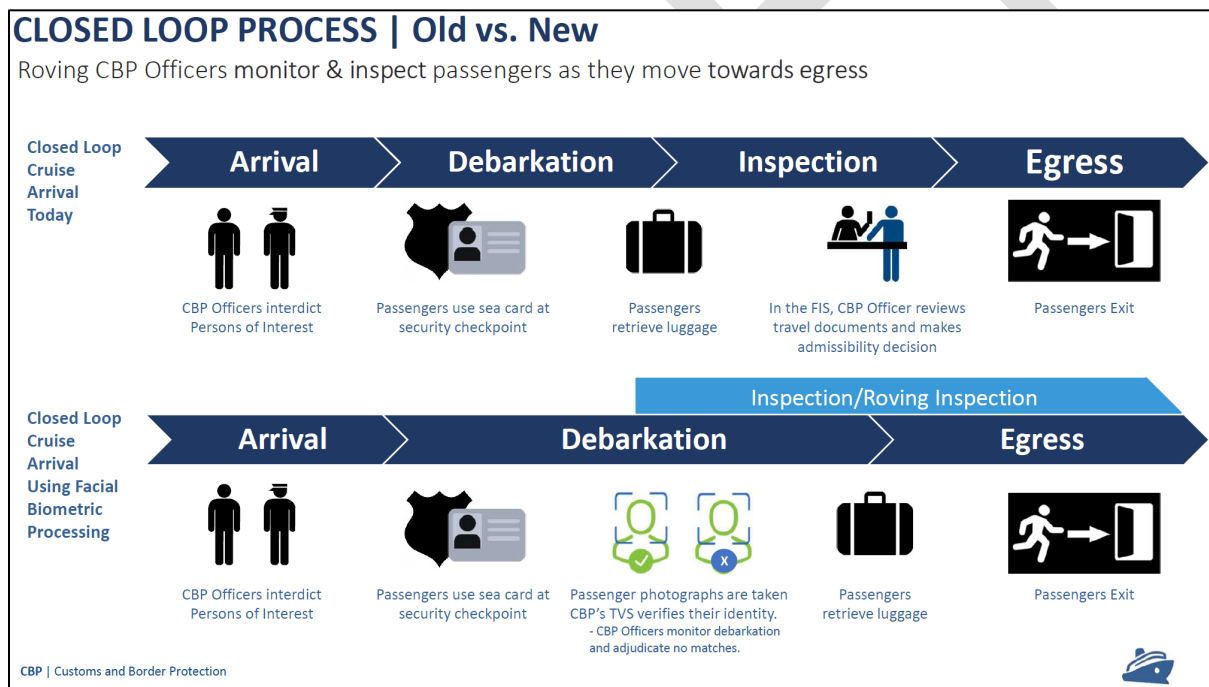 CLOSED LOOP PROCESS | Old vs. New
Roving CBP Officers monitor & inspect passengers as they move towards egress
Closed Loop
Cruise
Arrival
Today
Arrival
Debarkation
Inspection
Egress
CBP Officers interdict
Persons of Interest
Passengers use sea card at
security checkpoint
Passengers
retrieve luggage
In the FIS, CBP Officer reviews
travel documents and makes
admissibility decision
Passengers Exit
Inspection/Roving Inspection
Closed Loop
Cruise
Arrival
Using Facial
Biometric
Processing
Arrival
Debarkation
Egress
X
CBP Officers interdict
Persons of Interest
Passengers use sea card at
security checkpoint
Passenger photographs are taken
CBP's TVS verifies their identity.
- CBP Officers monitor debarkation
and adjudicate no matches.
Passengers
retrieve luggage
Passengers Exit
CBP | Customs and Border Protection